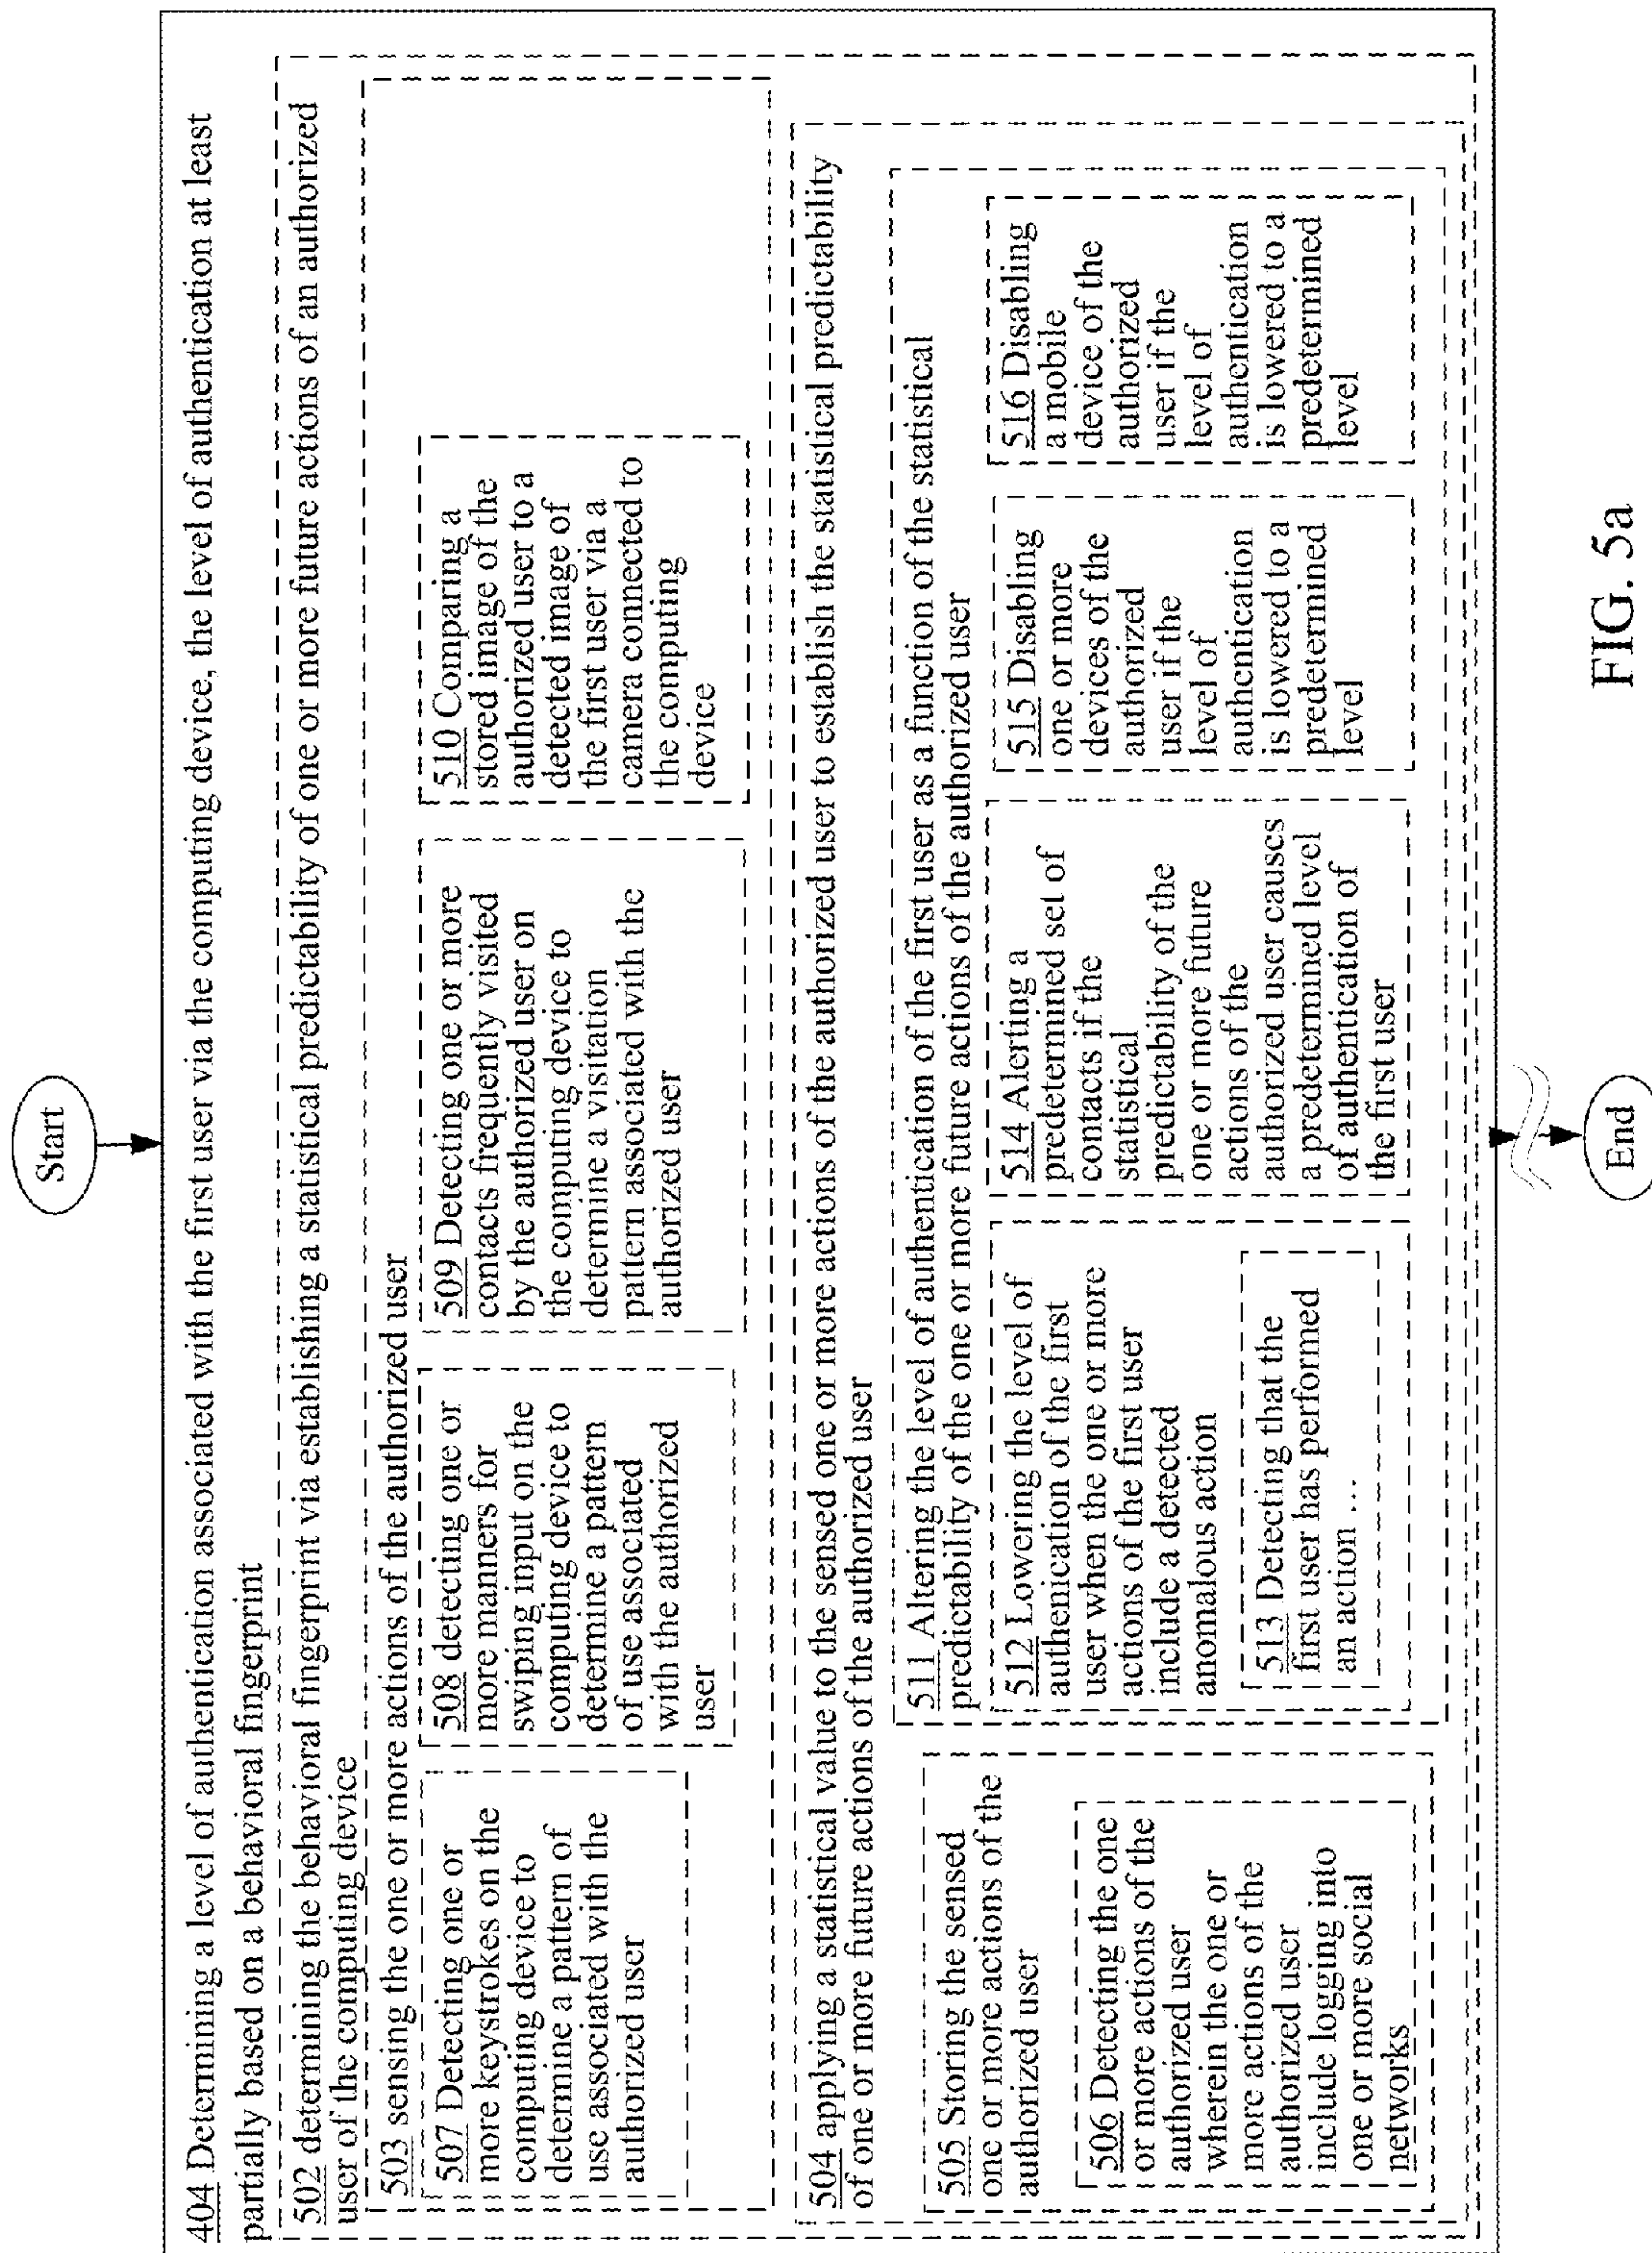 Start
404 Determining a level of authentication associated with the first user via the computing device, the level of authentication at least
partially based on a behavioral fingerprint
502 determining the behavioral fingerprint via establishing a statistical predictability of one or more future actions of an authorized
user of the computing device
503 sensing the one or more actions of the authorized user
507 Detecting one or
more keystrokes on the
computing device to
determine a pattern of
use associated with the
authorized user
508 detecting one or
more manners for
swiping input on the
computing device to
determine a pattern
of use associated
with the authorized
user
509 Detecting one or more
contacts frequently visited
by the authorized user on
the computing device to
determine a visitation
pattern associated with the
authorized user
510 Comparing a
stored image of the
authorized user to a
detected image of
the first user via a
camera connected to
the computing
device
504 applying a statistical value to the sensed one or more actions of the authorized user to establish the statistical predictability
of one or more future actions of the authorized user
505 Storing the sensed
one or more actions of the
authorized user
506 Detecting the one
or more actions of the
authorized user
wherein the one or
more actions of the
authorized user
include logging into
one or more social
networks
511 Altering the level of authentication of the first user as a function of the statistical
predictability of the one or more future actions of the authorized user
512 Lowering the level of
authenication of the first
user when the one or more
actions of the first user
include a detected
anomalous action
513 Detecting that the
first user has performed
an action ...
514 Alerting a
predetermined set of
contacts if the
statistical
predictability of the
one or more future
actions of the
authorized user causes
a predetermined level
of authentication of
the first user
515 Disabling
one or more
devices of the
authorized
user if the
level of
authentication
is lowered to a
predetermined
level
516 Disabling
a mobile
device of the
authorized
user if the
level of
authentication
is lowered to a
predetermined
level
End
FIG. 5a